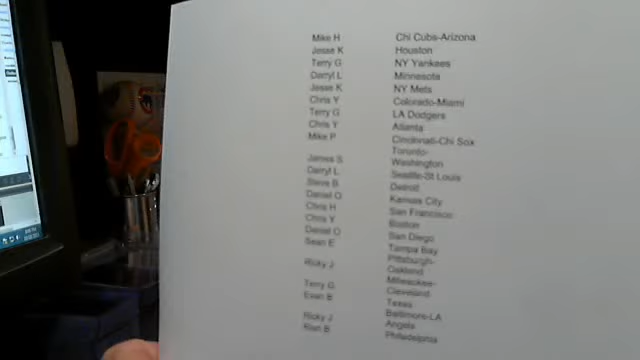 Mike H Chi Cubs-Arizona
Jesse K Houston
Terry G NY Yankees
Darryl L Minnesota
Jesse K NY Mets
Chris Y Colorado-Miami
Terry G LA Dodgers
Chris Y Atlanta
Mike P Cincinnati-Chi Sox
Toronto-
James S Washington
Darryl L Seattle-St Louis
Steve B Detroit
Daniel O Kansas City
Chris H San Francisco
Chris Y Boston
Daniel O San Diego
Sean E Tampa Bay
Pittsburgh-
Ricky J Oakland
Milwaukee-
Terry G Cleveland
Evan B Texas
Baltimore-LA
Ricky J Angels
Rian B Philadelphia